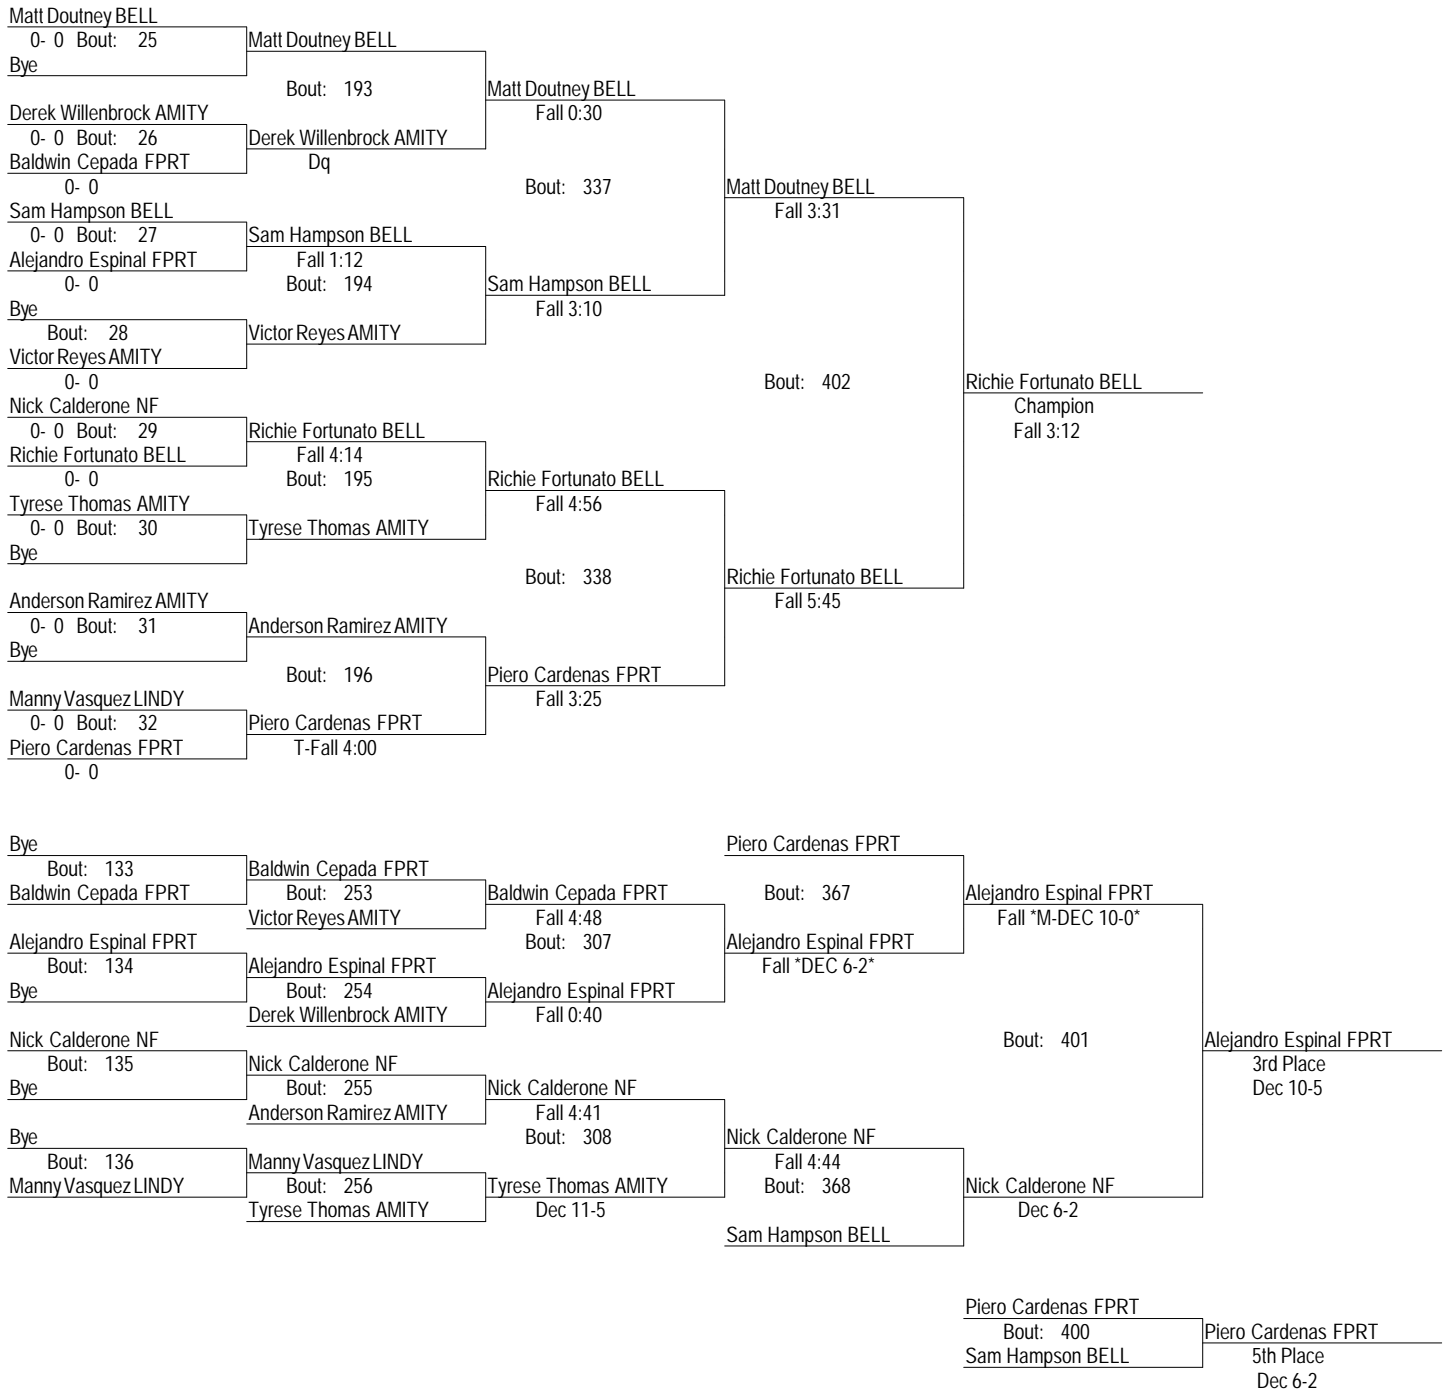 Matt Doutney BELL
0- 0 Bout: 25 Matt Doutney BELL
Bye
Bout: 193 Matt Doutney BELL
Derek Willenbrock AMITY Fall 0:30
0- 0 Bout: 26 Derek Willenbrock AMITY
Baldwin Cepada FPRT Dq
0- 0 Bout: 337 Matt Doutney BELL
Sam Hampson BELL Fall 3:31
0- 0 Bout: 27 Sam Hampson BELL
Alejandro Espinal FPRT Fall 1:12
0- 0 Bout: 194 Sam Hampson BELL
Bye Fall 3:10
Bout: 28 Victor Reyes AMITY
Victor Reyes AMITY
0- 0 Bout: 402 Richie Fortunato BELL
Nick Calderone NF Champion
0- 0 Bout: 29 Richie Fortunato BELL Fall 3:12
Richie Fortunato BELL Fall 4:14
0- 0 Bout: 195 Richie Fortunato BELL
Tyrese Thomas AMITY Fall 4:56
0- 0 Bout: 30 Tyrese Thomas AMITY
Bye
Bout: 338 Richie Fortunato BELL
Anderson Ramirez AMITY Fall 5:45
0- 0 Bout: 31 Anderson Ramirez AMITY
Bye
Bout: 196 Piero Cardenas FPRT
Manny Vasquez LINDY Fall 3:25
0- 0 Bout: 32 Piero Cardenas FPRT
Piero Cardenas FPRT T-Fall 4:00
0- 0
Bye Piero Cardenas FPRT
Bout: 133 Baldwin Cepada FPRT
Baldwin Cepada FPRT Bout: 253 Baldwin Cepada FPRT Bout: 367 Alejandro Espinal FPRT
Victor Reyes AMITY Fall 4:48 Fall *M-DEC 10-0*
Alejandro Espinal FPRT Bout: 307 Alejandro Espinal FPRT
Bout: 134 Alejandro Espinal FPRT Fall *DEC 6-2*
Bye Bout: 254 Alejandro Espinal FPRT
Derek Willenbrock AMITY Fall 0:40
Nick Calderone NF Bout: 401 Alejandro Espinal FPRT
Bout: 135 Nick Calderone NF 3rd Place
Bye Bout: 255 Nick Calderone NF Dec 10-5
Anderson Ramirez AMITY Fall 4:41
Bye Bout: 308 Nick Calderone NF
Bout: 136 Manny Vasquez LINDY Fall 4:44
Manny Vasquez LINDY Bout: 256 Tyrese Thomas AMITY Bout: 368 Nick Calderone NF
Tyrese Thomas AMITY Dec 11-5 Dec 6-2
Sam Hampson BELL
Piero Cardenas FPRT
Bout: 400 Piero Cardenas FPRT
Sam Hampson BELL 5th Place
Dec 6-2